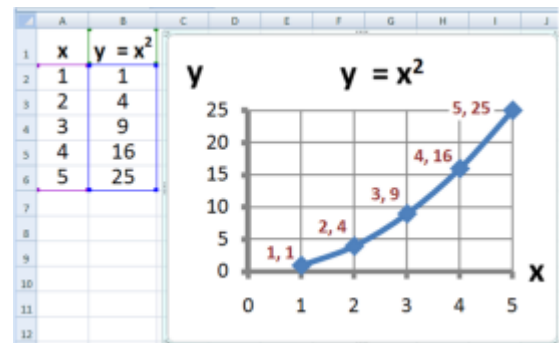 A B C D E F G H I J
1 x y = x²
2 1 1
3 2 4
4 3 9
5 4 16
6 5 25
7
8
9
10
11
12
y y = x²
25
20
15
10
5
0
5, 25
4, 16
3, 9
2, 4
1, 1
x
0 1 2 3 4 5